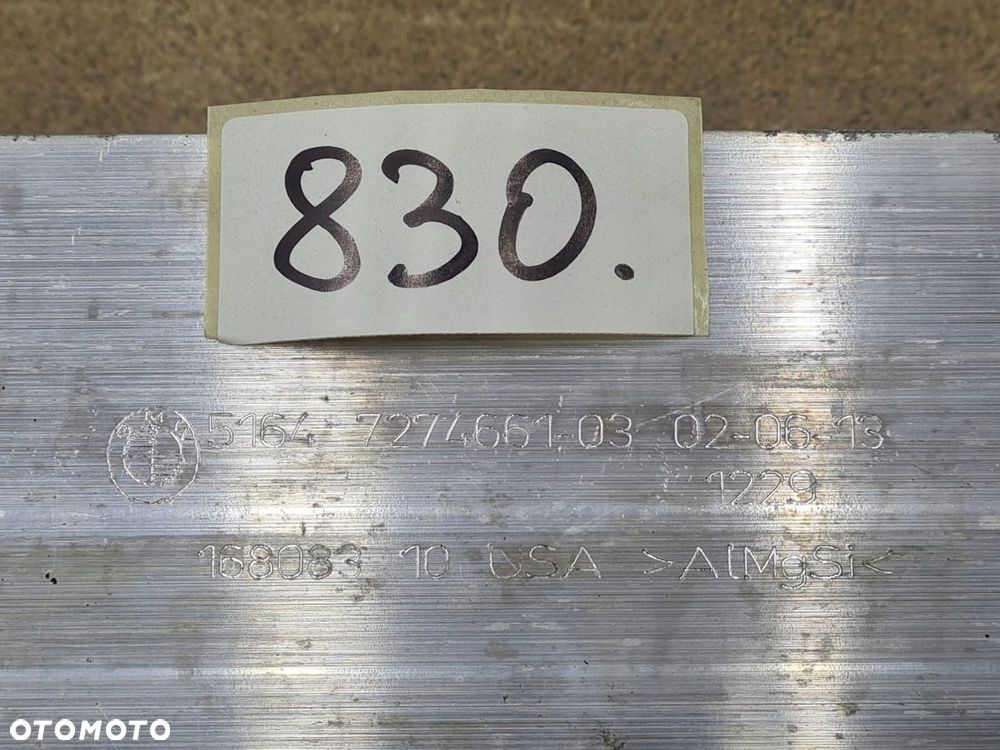 830.
5164 7274661-03 02-06-13
1229
168083 10 USA >AlMgSi<
OTOMOTO